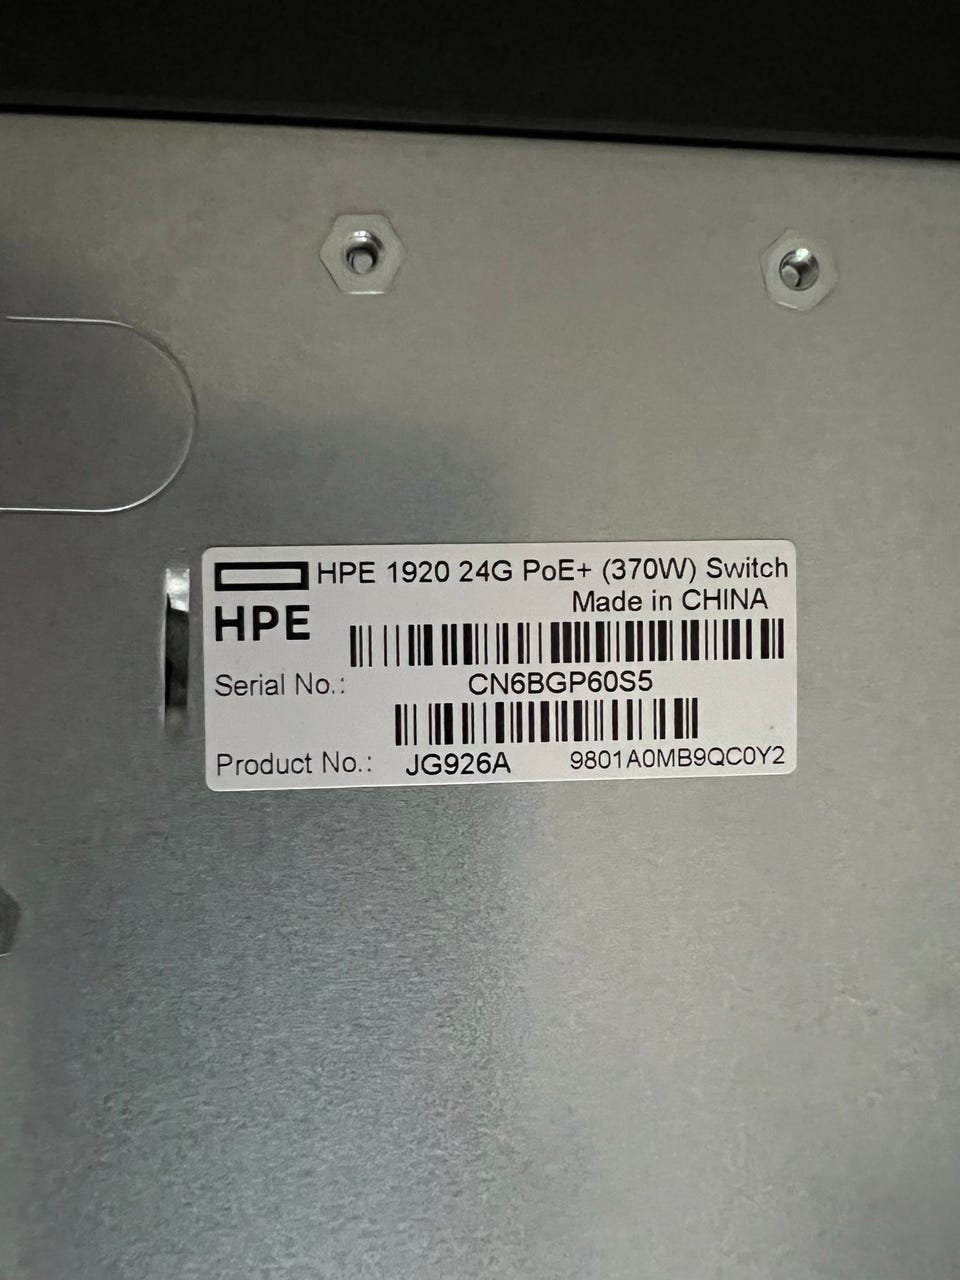 HPE 1920 24G PoE+ (370W) Switch
HPE
Made in CHINA
Serial No.: CN6BGP60S5
Product No.: JG926A 9801A0MB9QC0Y2